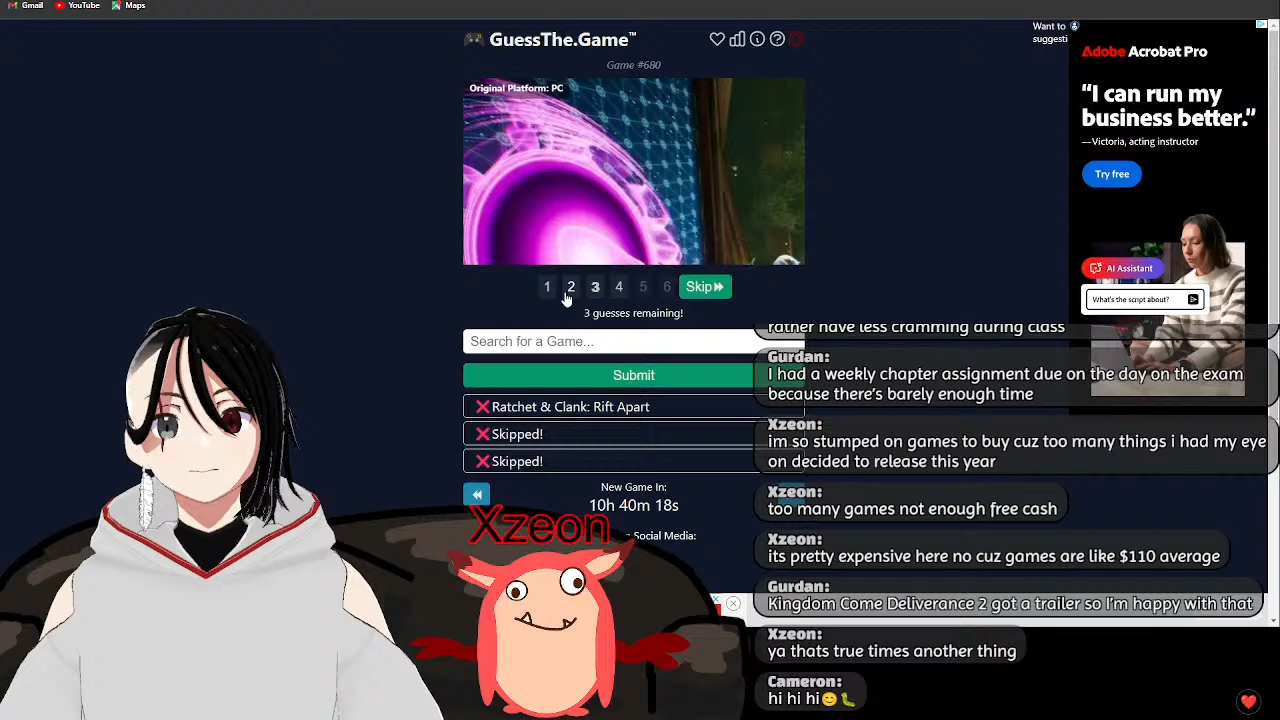 Gmail YouTube Maps
GuessThe.Game™
Game #680
Original Platform: PC
1 2 3 4 5 6 Skip
3 guesses remaining!
Search for a Game...
Submit
❌Ratchet & Clank: Rift Apart
❌Skipped!
❌Skipped!
New Game In:
10h 40m 18s
Social Media:
Xzeon
Want to
suggesti
Adobe Acrobat Pro
“I can run my
business better.”
—Victoria, acting instructor
Try free
AI Assistant
What's the script about?
rather have less cramming during class
Gurdan:
I had a weekly chapter assignment due on the day on the exam
because there's barely enough time
Xzeon:
im so stumped on games to buy cuz too many things i had my eye
on decided to release this year
Xzeon:
too many games not enough free cash
Xzeon:
its pretty expensive here no cuz games are like $110 average
Gurdan:
Kingdom Come Deliverance 2 got a trailer so I'm happy with that
Xzeon:
ya thats true times another thing
Cameron:
hi hi hi😊🐛